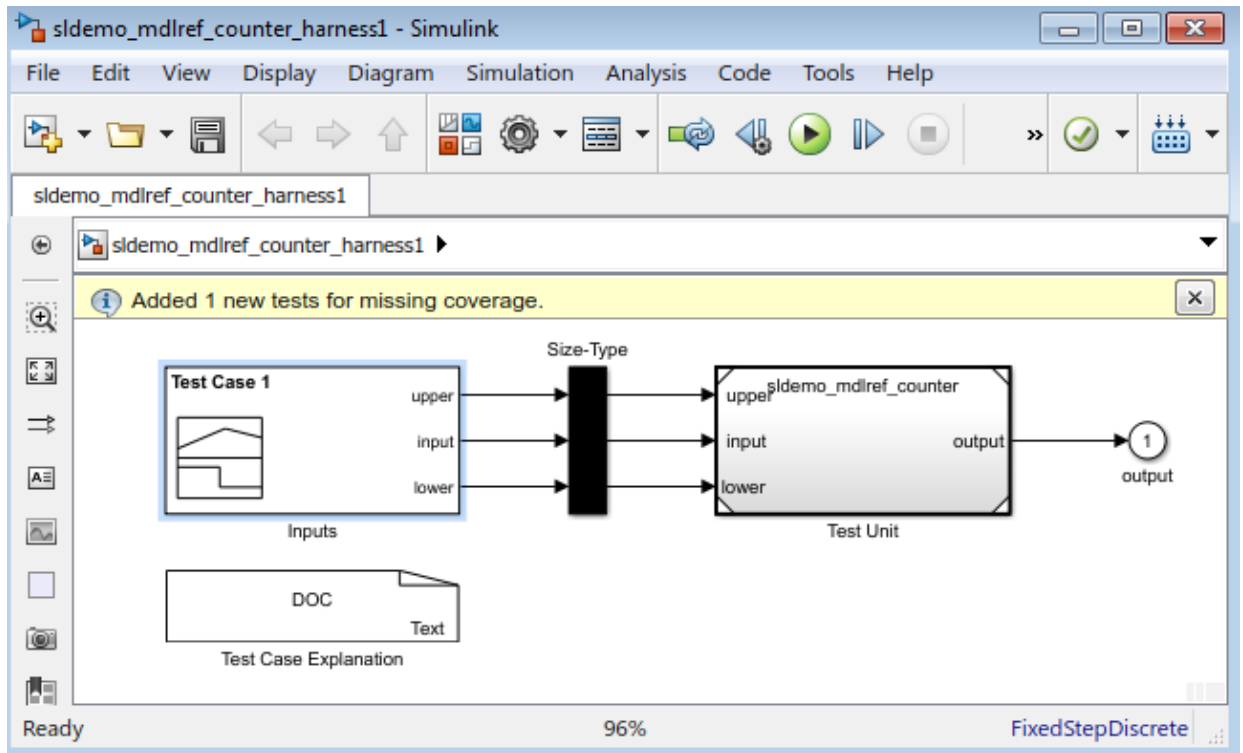 sldemo_mdlref_counter_harness1 - Simulink
File Edit View Display Diagram Simulation Analysis Code Tools Help
»
sldemo_mdlref_counter_harness1
sldemo_mdlref_counter_harness1
Added 1 new tests for missing coverage.
Size-Type
Test Case 1
upper
input
lower
Inputs
sldemo_mdlref_counter
upper
input
lower
output
Test Unit
1
output
DOC
Text
Test Case Explanation
A
Ready 96% FixedStepDiscrete